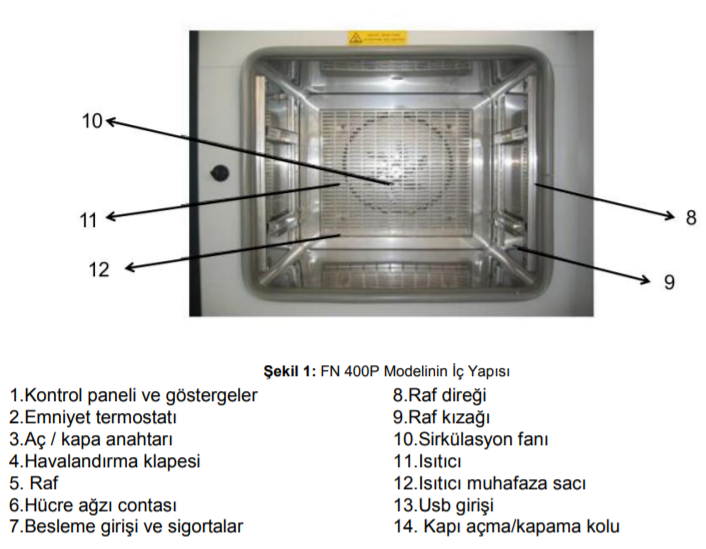 10
11
12
8
9
Şekil 1: FN 400P Modelinin İç Yapısı
1.Kontrol paneli ve göstergeler
2.Emniyet termostatı
3.Aç / kapa anahtarı
4.Havalandırma klapesi
5. Raf
6.Hücre ağzı contası
7.Besleme girişi ve sigortalar
8.Raf direği
9.Raf kızağı
10.Sirkülasyon fanı
11.Isıtıcı
12.Isıtıcı muhafaza sacı
13.Usb girişi
14. Kapı açma/kapama kolu